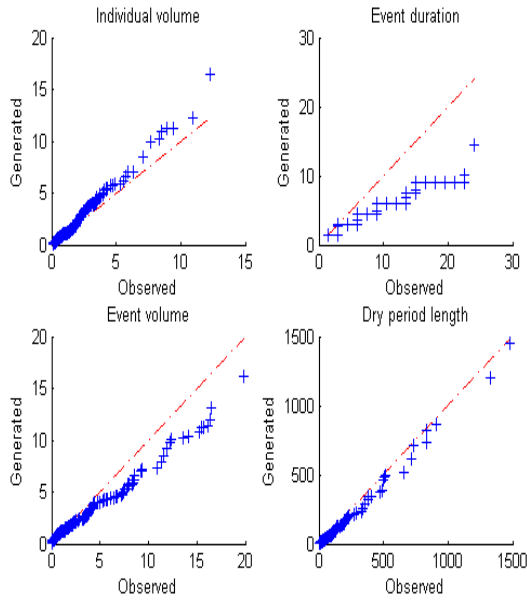 Individual volume
Event duration
Generated
20
15
10
5
0
0
5
10
15
Observed
Generated
30
20
10
0
0
10
20
30
Observed
Event volume
Dry period length
Generated
20
15
10
5
0
0
5
10
15
20
Observed
Generated
1500
1000
500
0
0
500
1000
1500
Observed